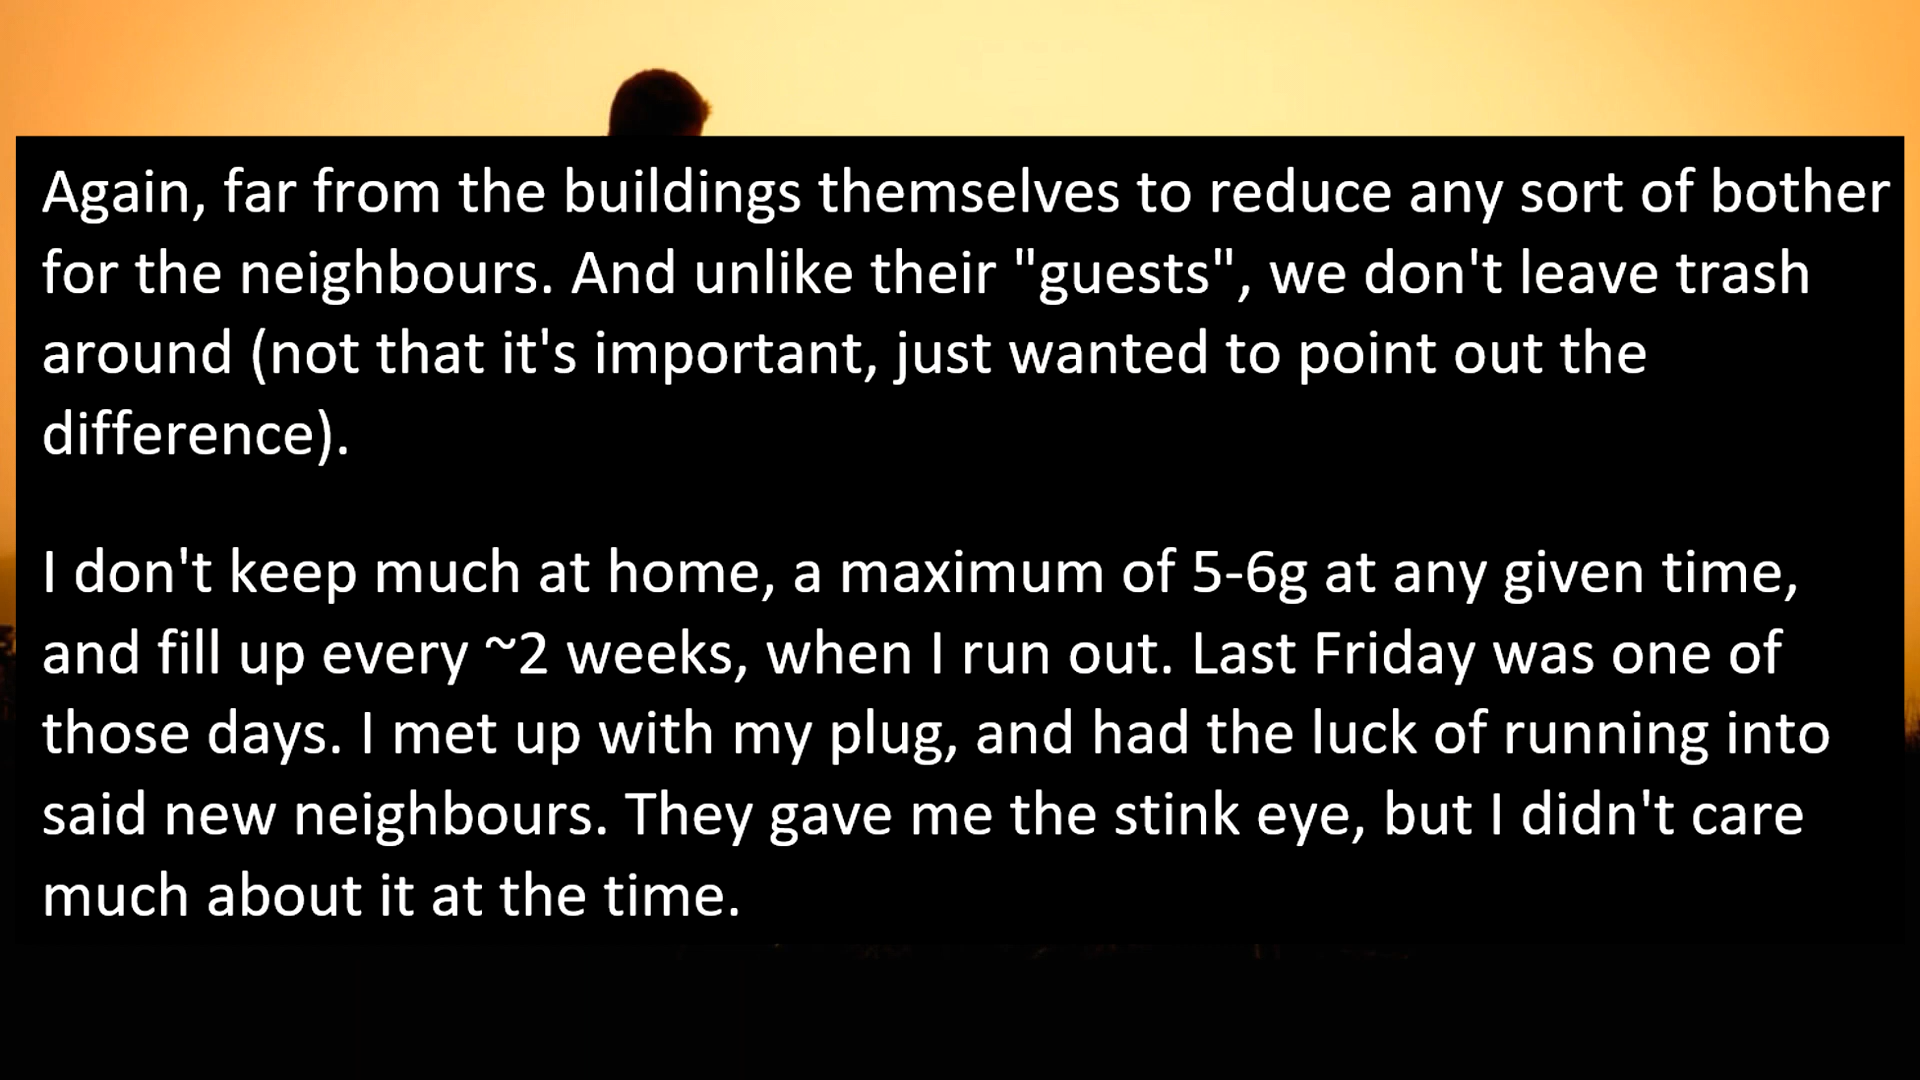 Again, far from the buildings themselves to reduce any sort of bother
for the neighbours. And unlike their "guests", we don't leave trash
around (not that it's important, just wanted to point out the
difference).
I don't keep much at home, a maximum of 5-6g at any given time,
and fill up every ~2 weeks, when I run out. Last Friday was one of
those days. I met up with my plug, and had the luck of running into
said new neighbours. They gave me the stink eye, but I didn't care
much about it at the time.